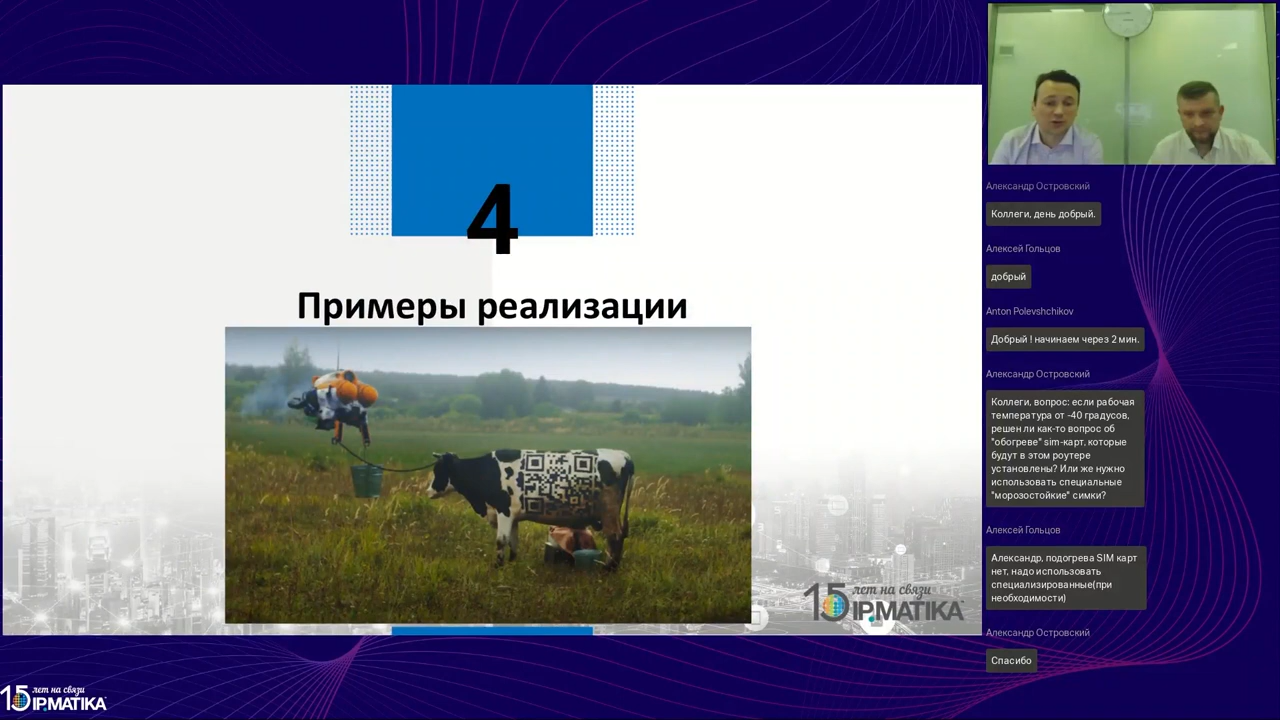 4
Примеры реализации
15 лет на связи
IPМАТIКА
15 лет на связи
IPМАТIКА
Александр Островский
Коллеги, день добрый.
Алексей Гольцов
добрый
Anton Polevshchikov
Добрый ! начинаем через 2 мин.
Александр Островский
Коллеги, вопрос: если рабочая
температура от -40 градусов,
решен ли как-то вопрос об
"обогреве" sim-карт, которые
будут в этом роутере
установлены? Или же нужно
использовать специальные
"морозостойкие" симки?
Алексей Гольцов
Александр, подогрева SIM карт
нет, надо использовать
специализированные(при
необходимости)
Александр Островский
Спасибо